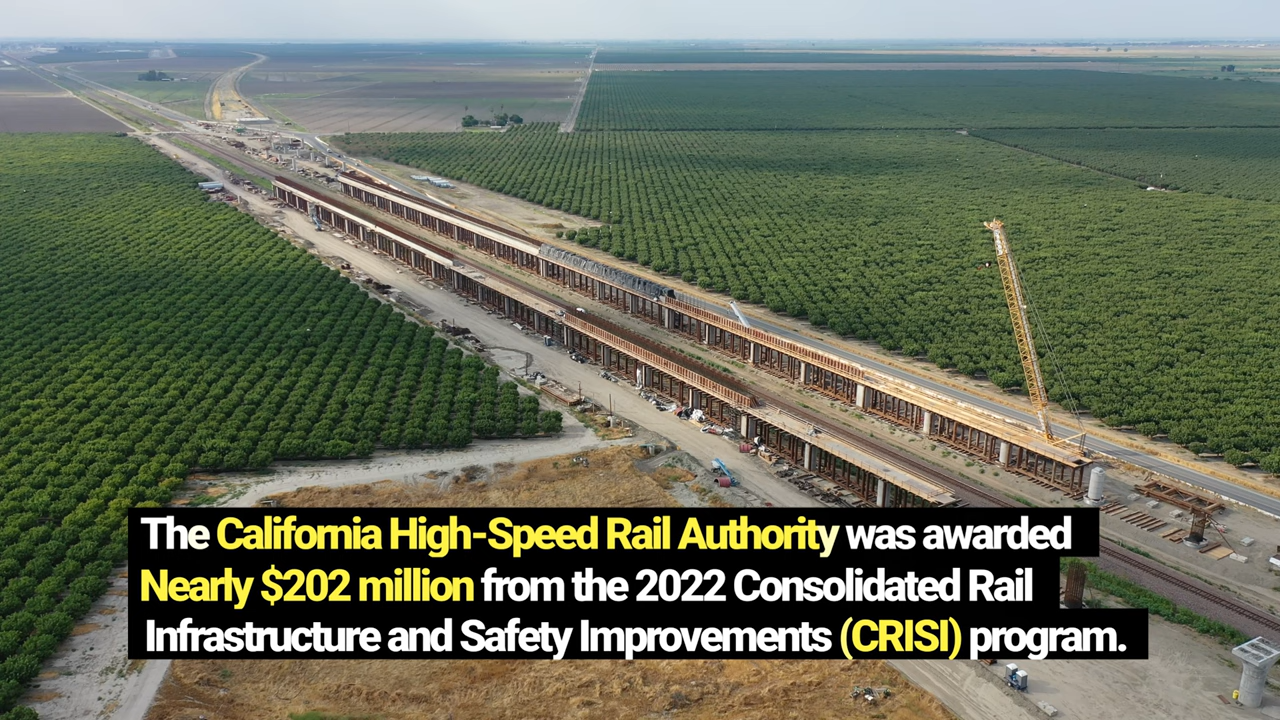 The California High-Speed Rail Authority was awarded
Nearly $202 million from the 2022 Consolidated Rail
Infrastructure and Safety Improvements (CRISI) program.